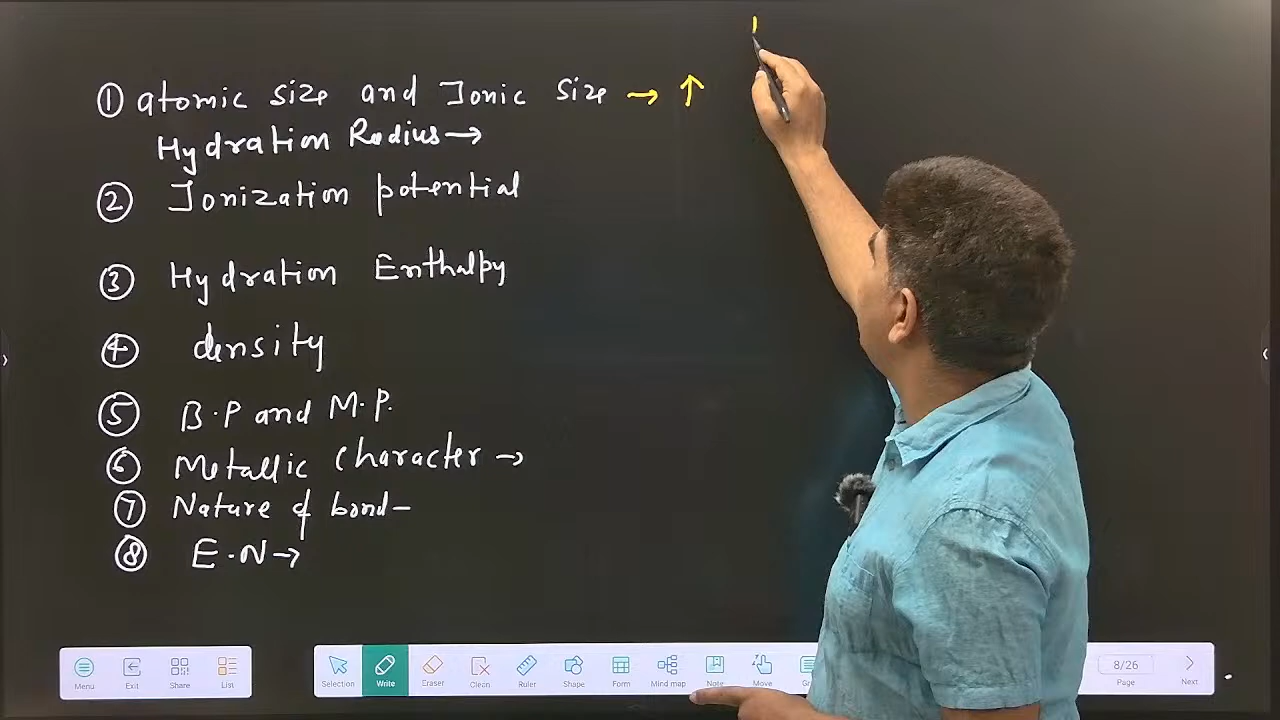 ① atomic size and Ionic size → ↑
Hydration Radius →
② Ionization potential
③ Hydration Enthalpy
④ density
⑤ B.P and M.P.
⑥ Metallic character →
⑦ Nature of bond -
⑧ E.N →
Menu Exit Share List Selection Write Eraser Clean Ruler Shape Form Mind map Note Move 8/26 Page Next